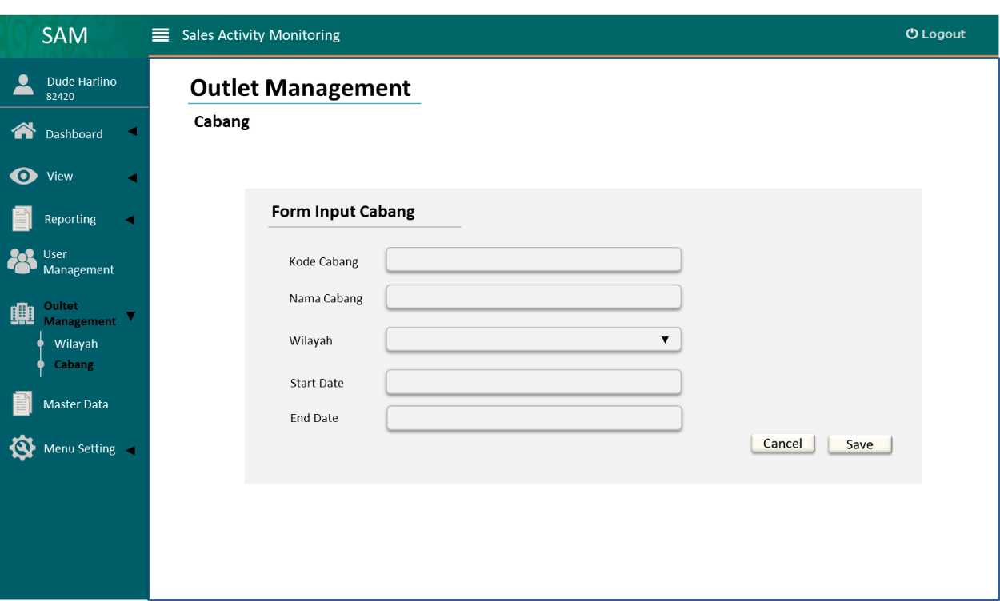 SAM
Sales Activity Monitoring
Logout
Dude Harlino
82420
Dashboard
View
Reporting
User
Management
Oultet
Management
Wilayah
Cabang
Master Data
Menu Setting
Outlet Management
Cabang
Form Input Cabang
Kode Cabang
Nama Cabang
Wilayah
Start Date
End Date
Cancel
Save